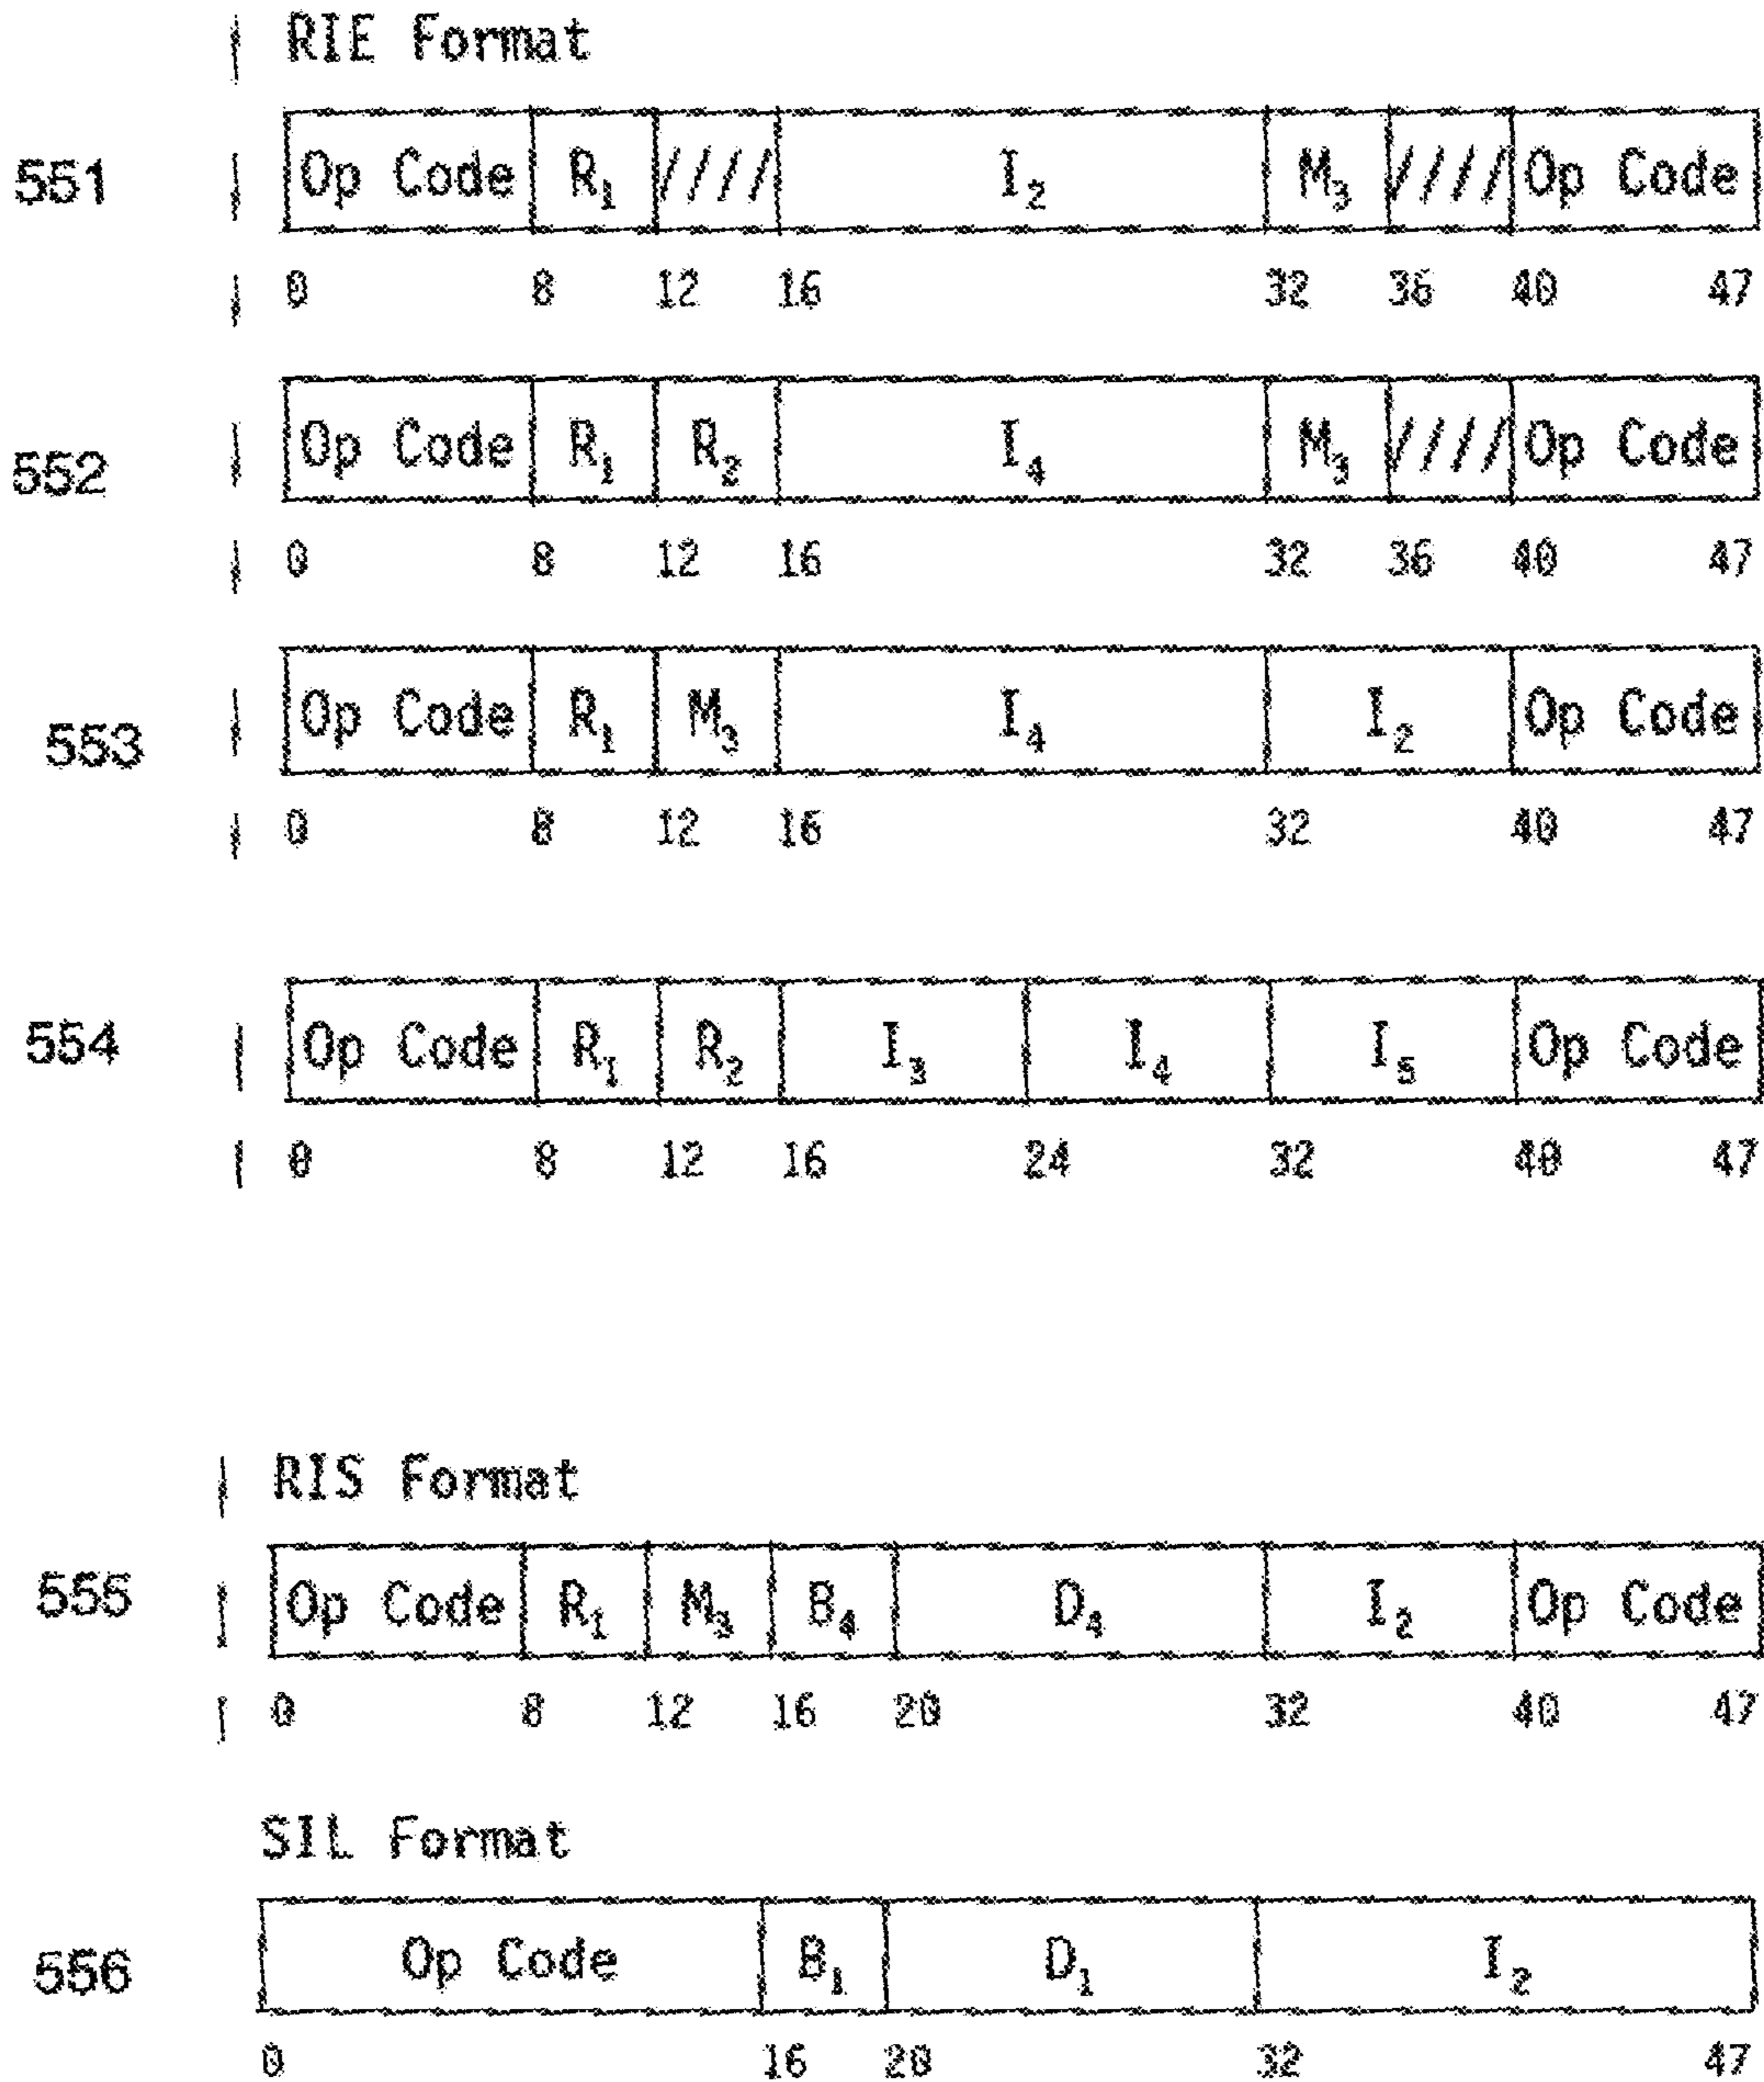 RIE Format
551 Op Code R₁ //// I₂ M₃ //// Op Code
0 8 12 16 32 36 40 47
552 Op Code R₁ R₂ I₄ M₃ //// Op Code
0 8 12 16 32 36 40 47
553 Op Code R₁ M₃ I₄ I₂ Op Code
0 8 12 16 32 40 47
554 Op Code R₁ R₂ I₃ I₄ I₅ Op Code
0 8 12 16 24 32 40 47
RIS Format
555 Op Code R₁ M₃ B₄ D₄ I₂ Op Code
0 8 12 16 20 32 40 47
SIL Format
556 Op Code B₁ D₁ I₂
0 16 20 32 47